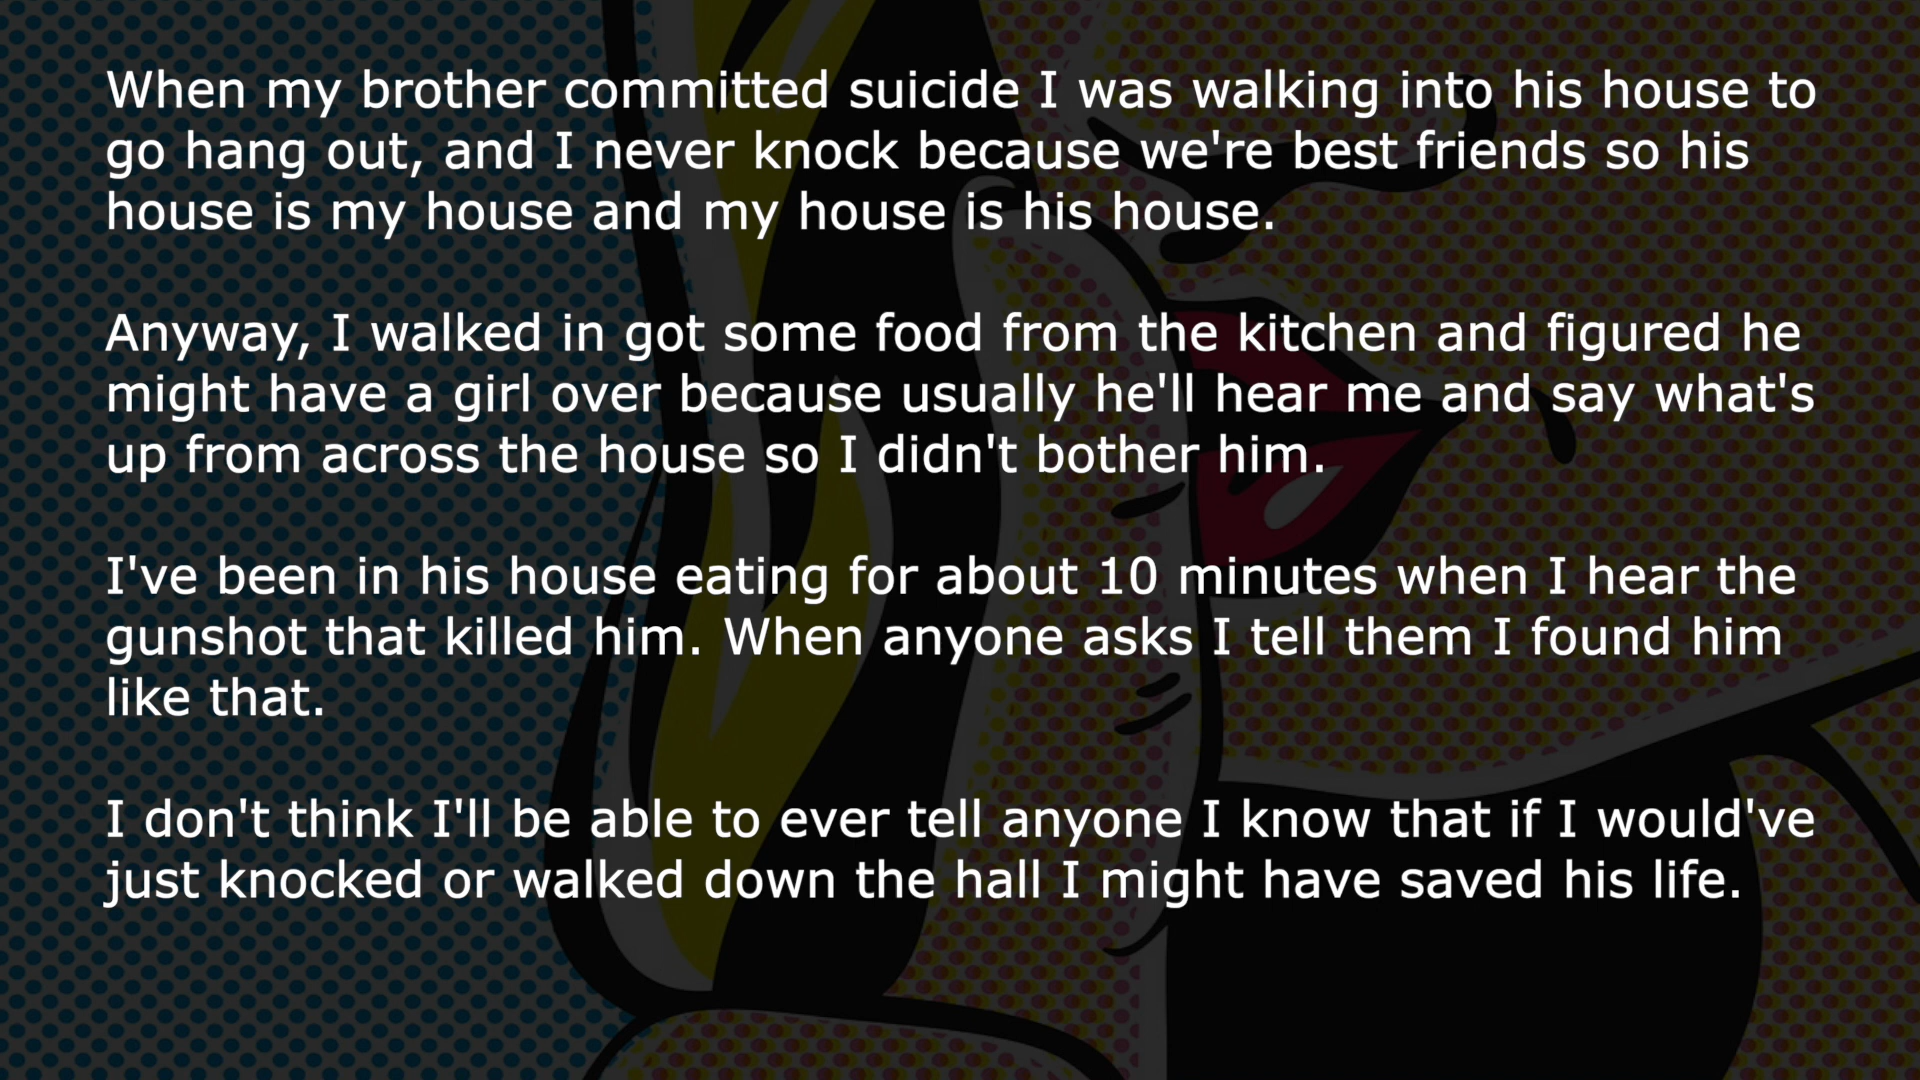 When my brother committed suicide I was walking into his house to
go hang out, and I never knock because we're best friends so his
house is my house and my house is his house.
Anyway, I walked in got some food from the kitchen and figured he
might have a girl over because usually he'll hear me and say what's
up from across the house so I didn't bother him.
I've been in his house eating for about 10 minutes when I hear the
gunshot that killed him. When anyone asks I tell them I found him
like that.
I don't think I'll be able to ever tell anyone I know that if I would've
just knocked or walked down the hall I might have saved his life.